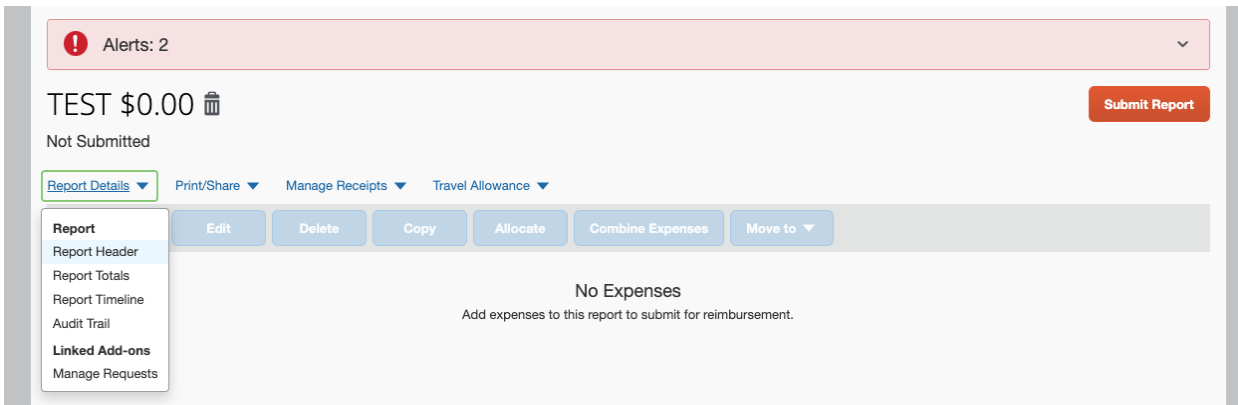 Alerts: 2
TEST $0.00
Submit Report
Not Submitted
Report Details Print/Share Manage Receipts Travel Allowance
Edit Delete Copy Allocate Combine Expenses Move to
Report
Report Header
Report Totals
Report Timeline
Audit Trail
Linked Add-ons
Manage Requests
No Expenses
Add expenses to this report to submit for reimbursement.